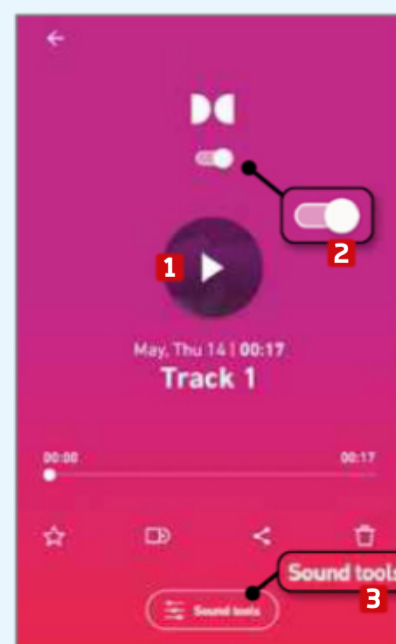 2
1
May, Thu 14 | 00:17
Track 1
00:00 00:17
Sound tools
3
Sound tools